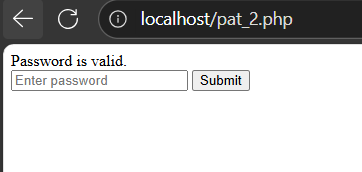 localhost/pat_2.php
Password is valid.
Enter password Submit